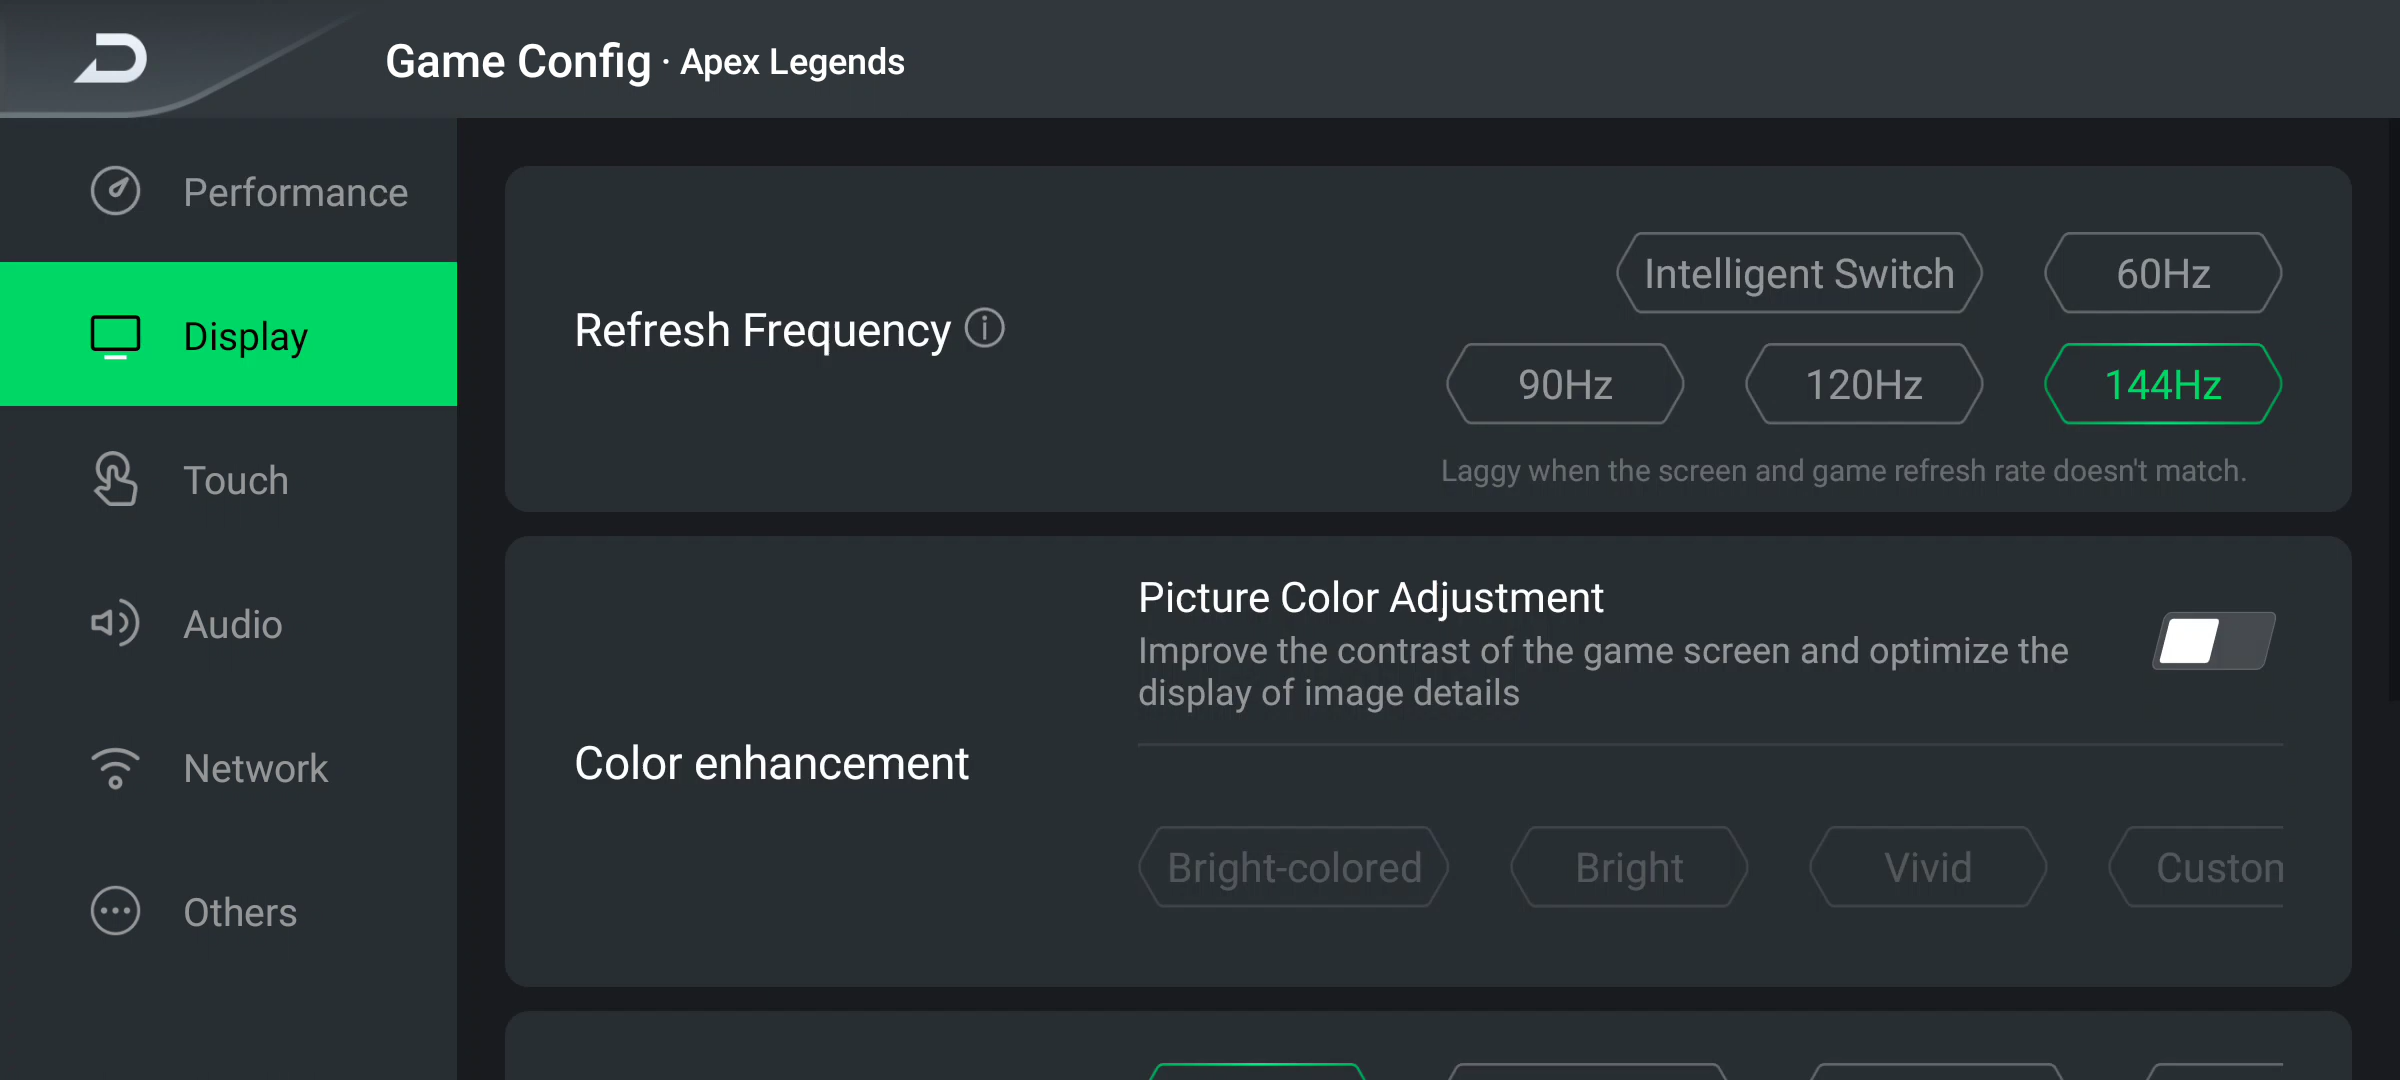 Game Config · Apex Legends
Performance
Display
Touch
Audio
Network
Others
Refresh Frequency
Intelligent Switch
60Hz
90Hz
120Hz
144Hz
Laggy when the screen and game refresh rate doesn't match.
Color enhancement
Picture Color Adjustment
Improve the contrast of the game screen and optimize the
display of image details
Bright-colored
Bright
Vivid
Custon